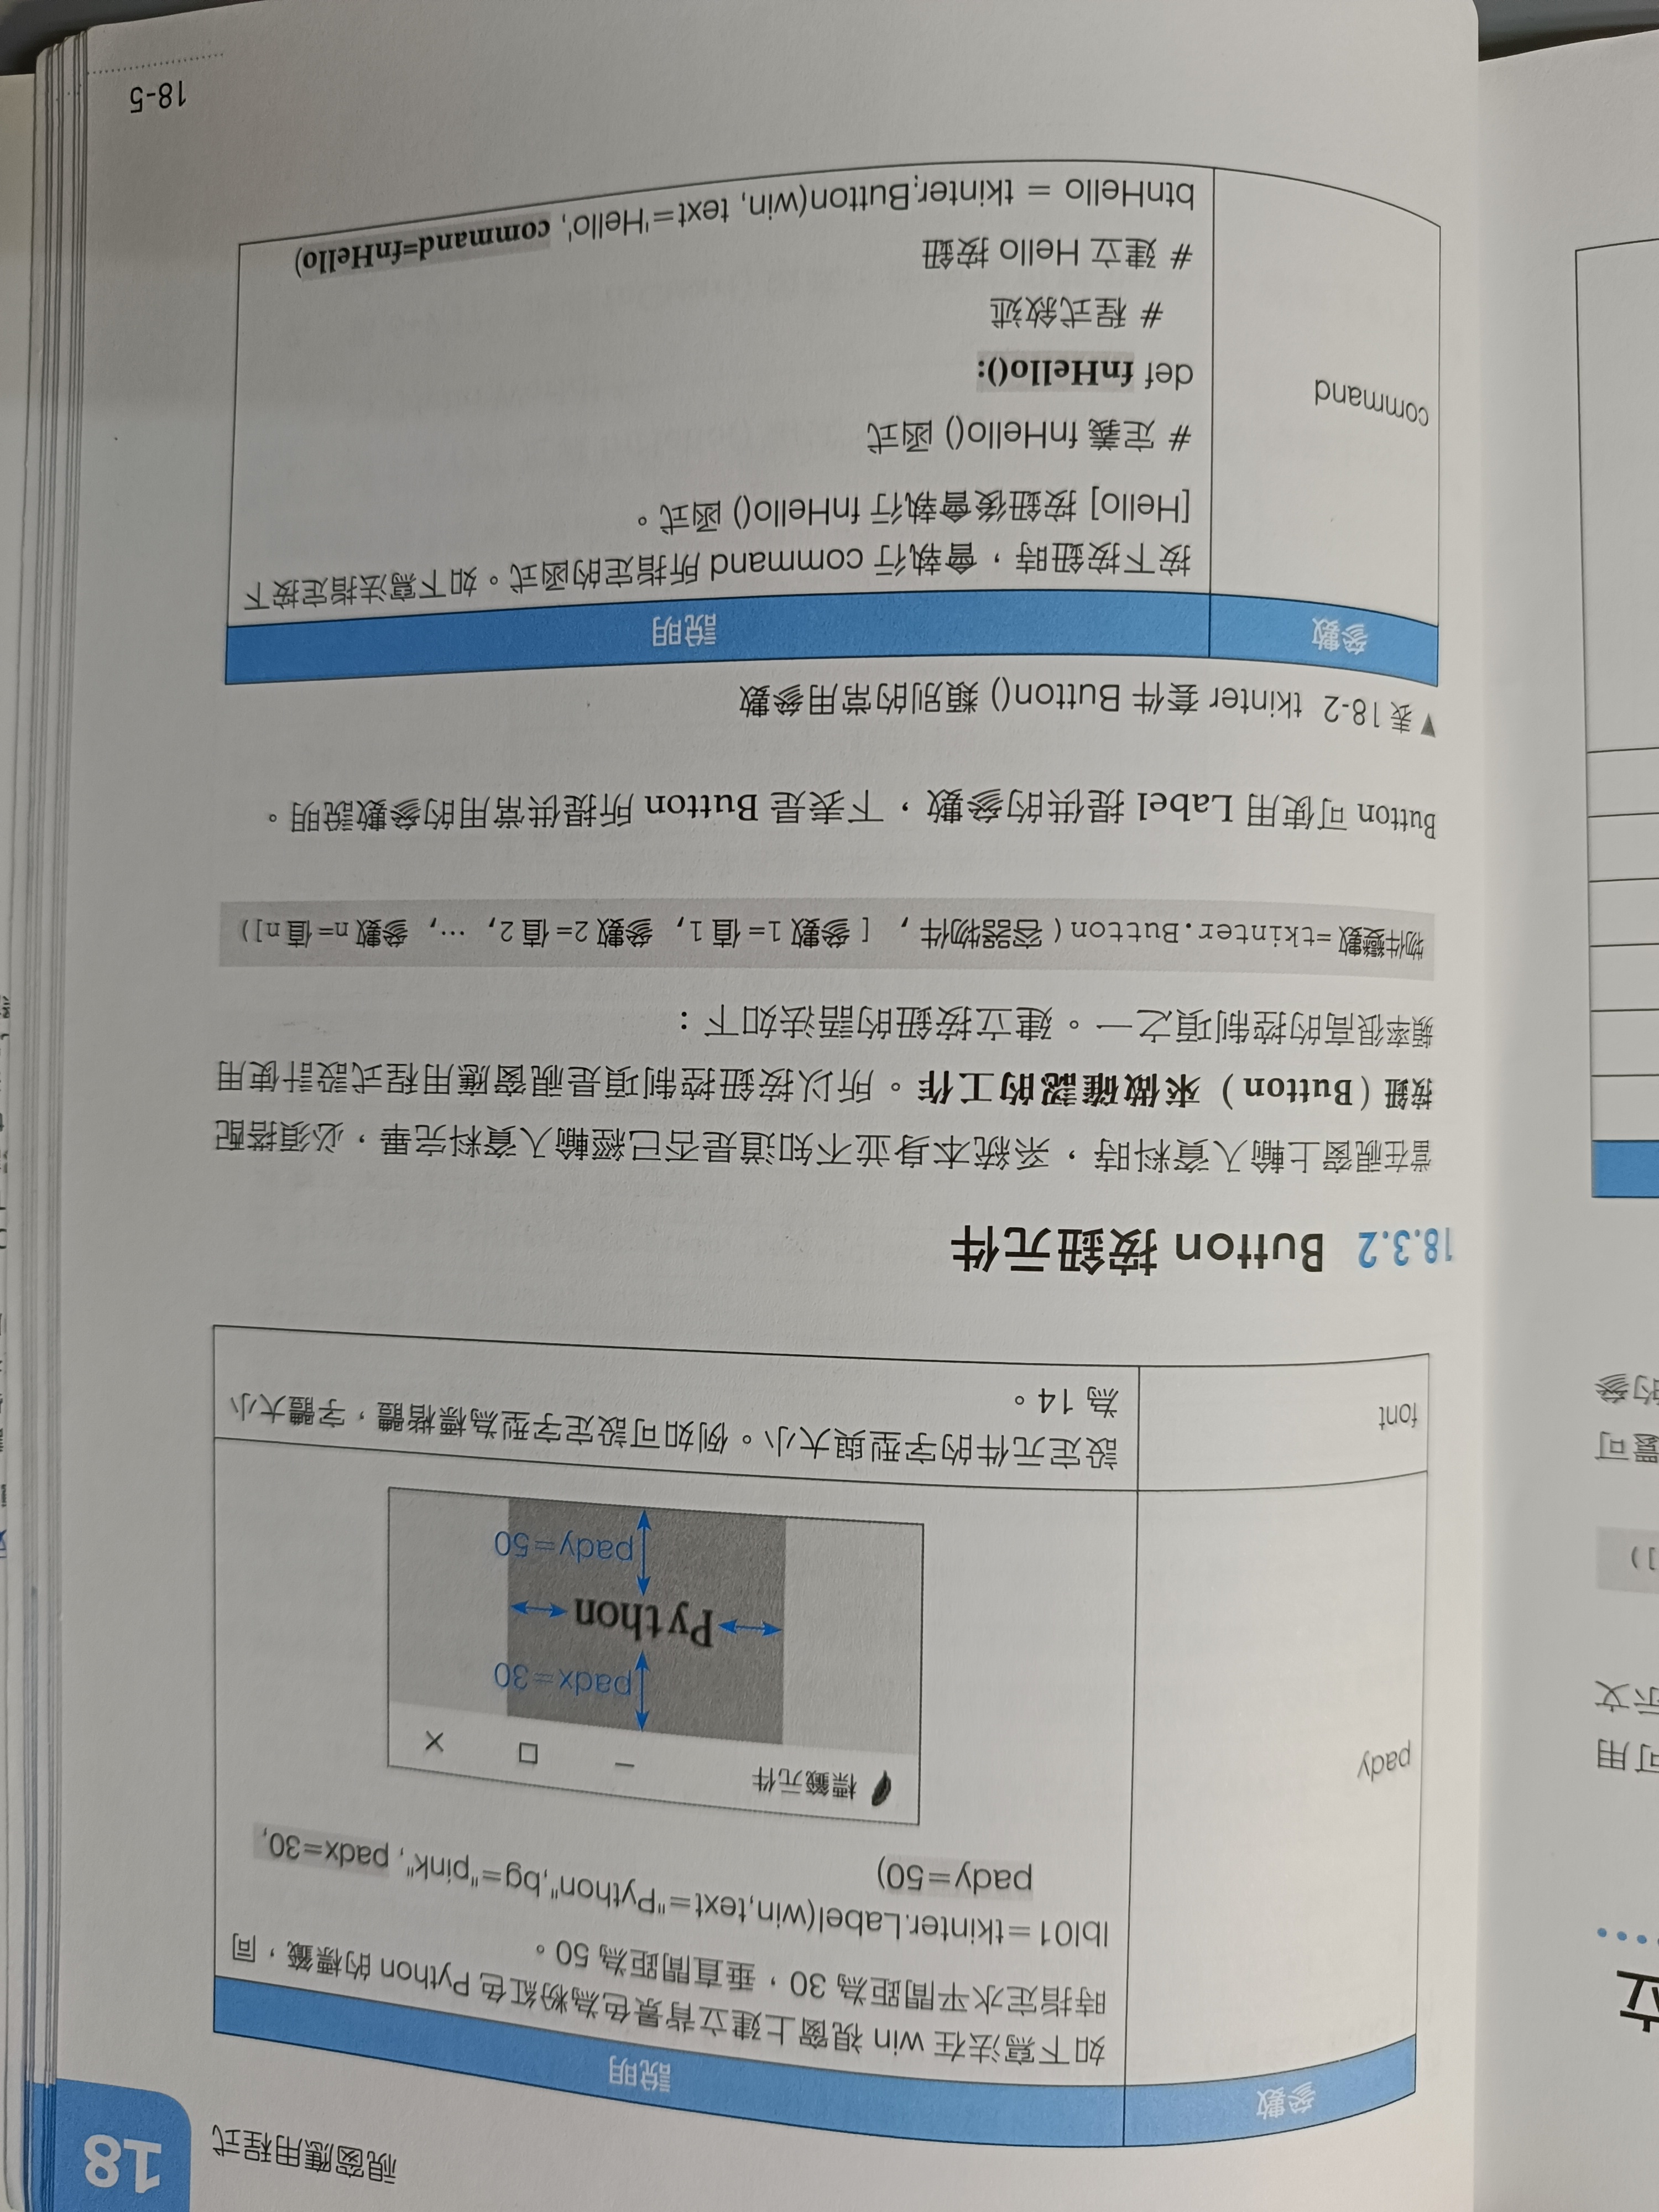 立
可用
示文
])
還可
的參
視窗應用程式
18
參數
說明
pady
如下寫法在 win 視窗上建立背景色為粉紅色 Python 的標籤，同
時指定水平間距為 30，垂直間距為 50。
lbl01=tkinter.Label(win,text="Python",bg="pink", padx=30,
pady=50)
標籤元件
padx=30
Python
pady=50
font
設定元件的字型與大小。例如可設定字型為標楷體，字體大小
為 14。
18.3.2 Button 按鈕元件
當在視窗上輸入資料時，系統本身並不知道是否已經輸入資料完畢，必須搭配
按鈕（Button）來做確認的工作。所以按鈕控制項是視窗應用程式設計使用
頻率很高的控制項之一。建立按鈕的語法如下：
物件變數 =tkinter.Button( 容器物件 , [ 參數 1= 值 1, 參數 2= 值 2, …, 參數 n= 值 n])
Button 可使用 Label 提供的參數，下表是 Button 所提供常用的參數說明。
▼ 表 18-2 tkinter 套件 Button() 類別的常用參數
參數
說明
command
按下按鈕時，會執行 command 所指定的函式。如下寫法指定按下
[Hello] 按鈕後會執行 fnHello() 函式。
# 定義 fnHello() 函式
def fnHello():
# 程式敘述
# 建立 Hello 按鈕
btnHello = tkinter.Button(win, text='Hello', command=fnHello)
18-5